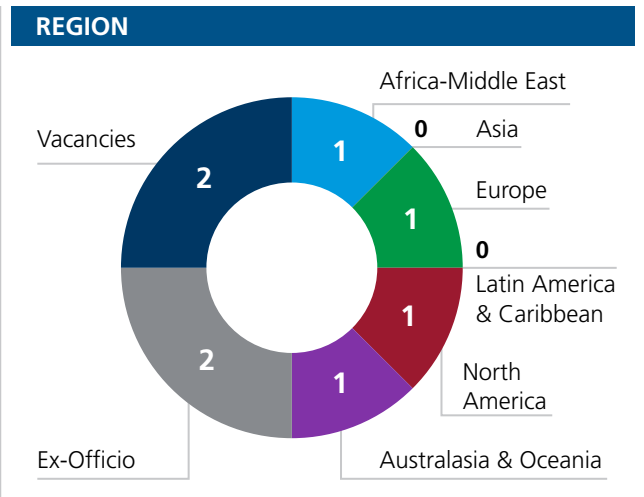 REGION
Africa-Middle East
0 Asia
Vacancies
1
2
Europe
1
0
Latin America
& Caribbean
1
North
America
2
1
Ex-Officio
Australasia & Oceania